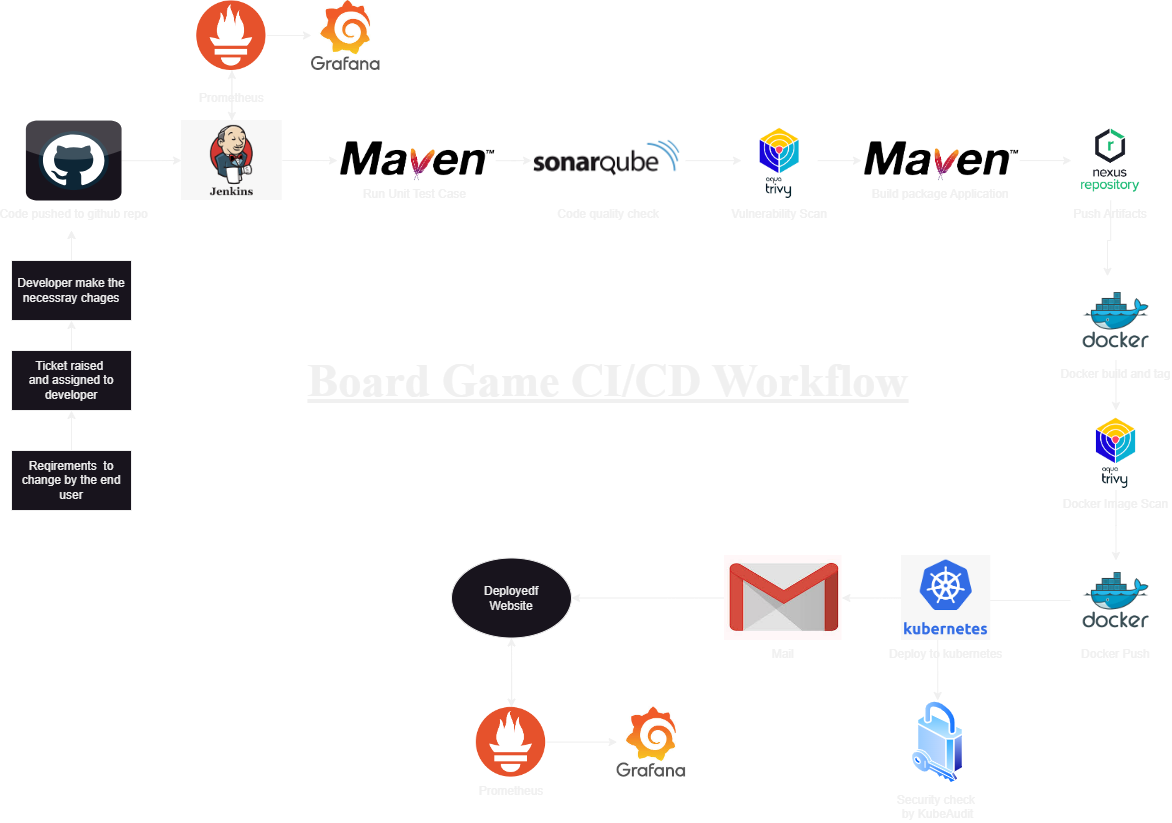 Grafana
Prometheus
Jenkins
Maven™
Run Unit Test Case
sonarqube
Code quality check
aqua
trivy
Vulnerability Scan
Maven™
Build package Application
nexus
repository
Push Artifacts
Code pushed to github repo
Developer make the
necessray chages
Ticket raised
and assigned to
developer
Reqirements to
change by the end
user
Board Game CI/CD Workflow
docker
Docker build and tag
aqua
trivy
Docker Image Scan
docker
Docker Push
kubernetes
Deploy to kubernetes
Mail
Deployedf
Website
Prometheus
Grafana
Security check
by KubeAudit